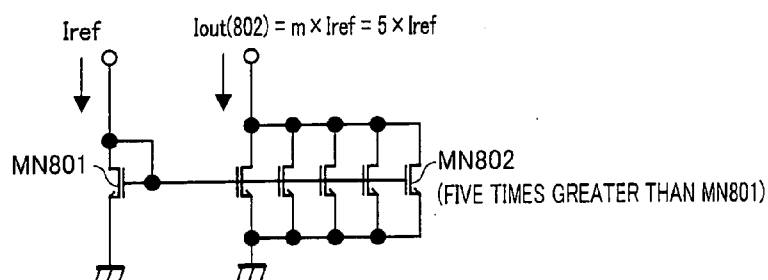 Iref
Iout(802) = m × Iref = 5 × Iref
MN801
MN802
(FIVE TIMES GREATER THAN MN801)